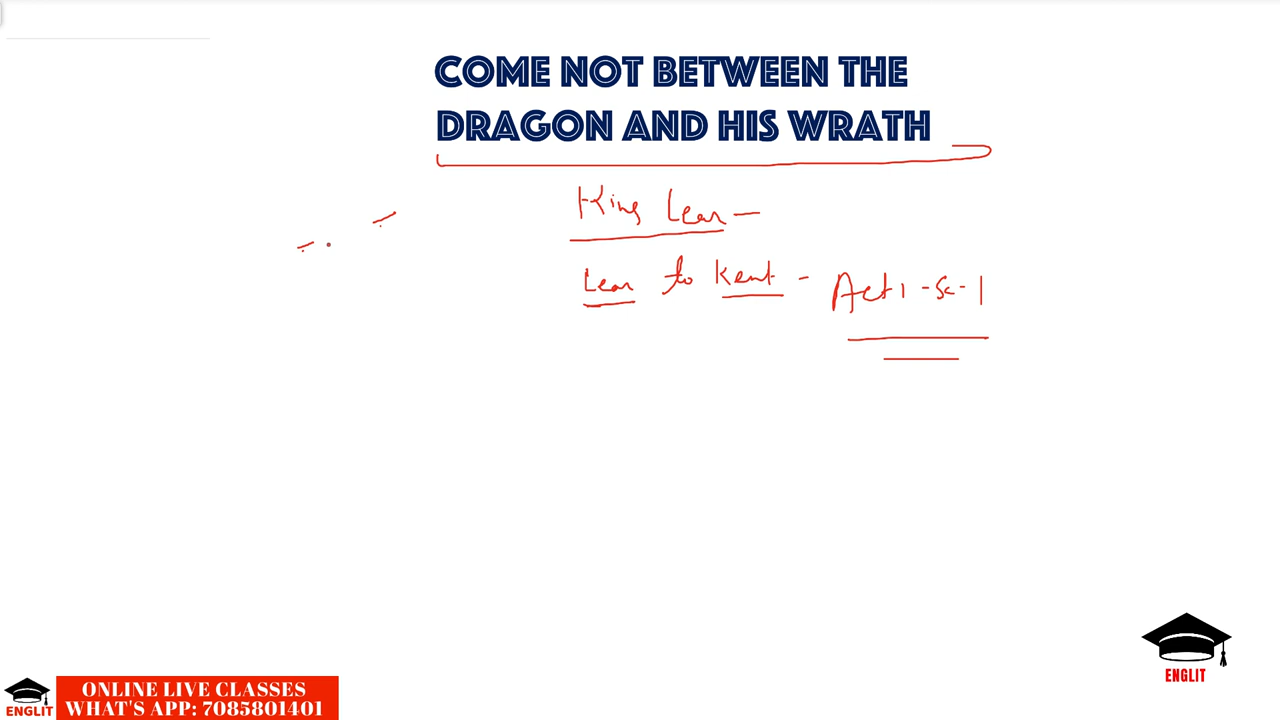 COME NOT BETWEEN THE
DRAGON AND HIS WRATH
King Lear -
Lear to Kent - Act 1 - Sc - 1
ENGLIT
ENGLIT
ONLINE LIVE CLASSES
WHAT'S APP: 7085801401